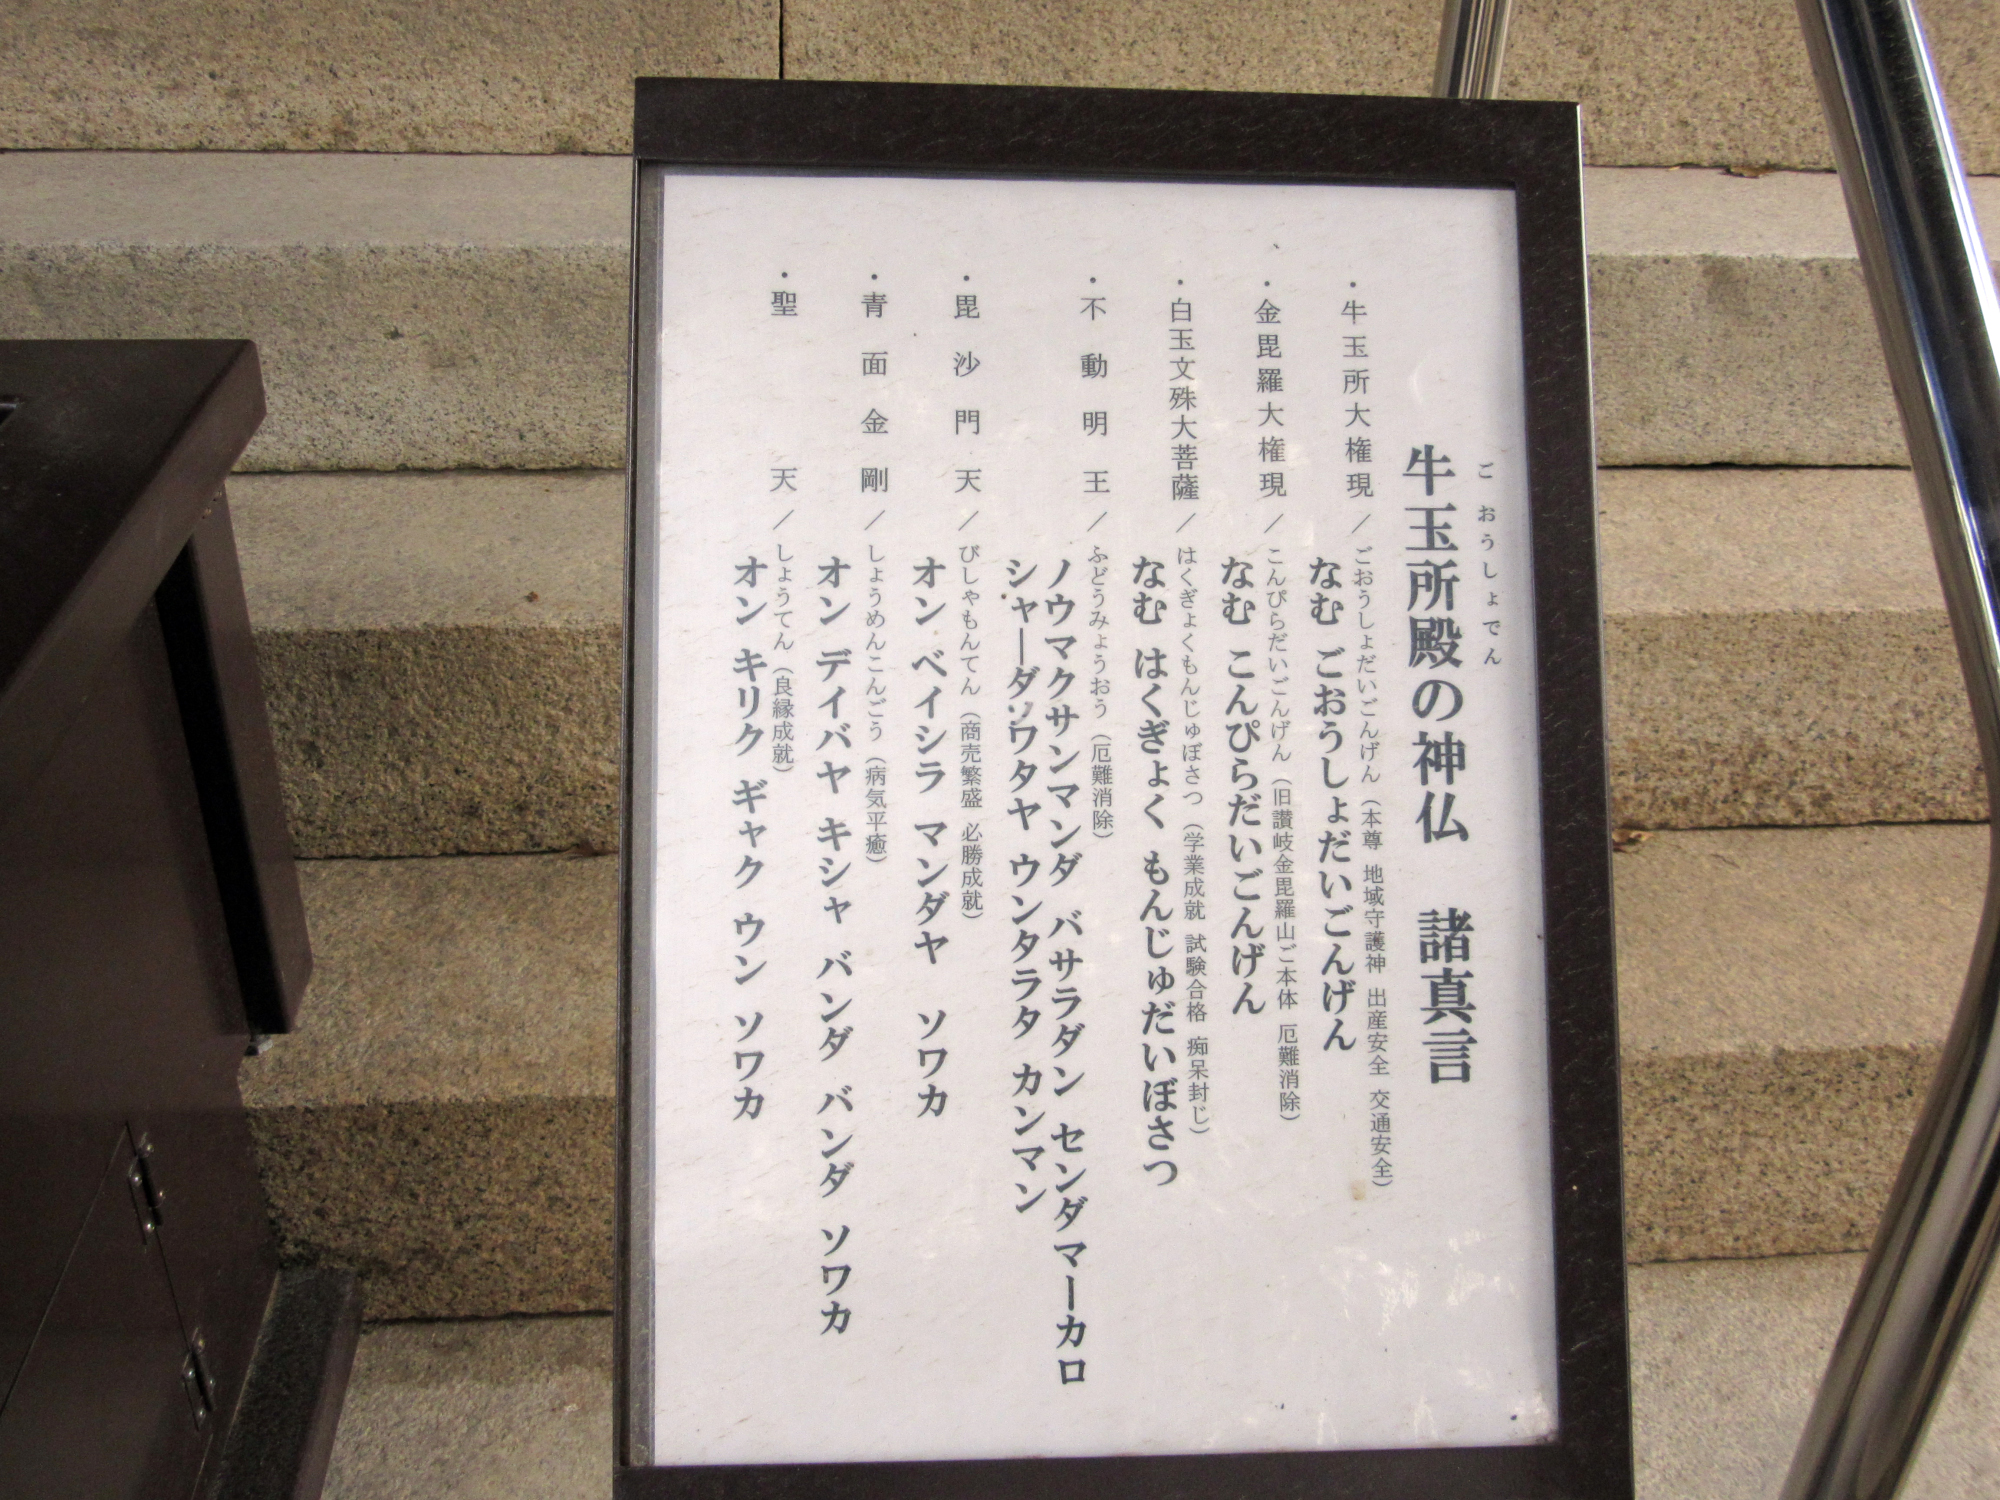 ごおうしょでん
牛玉所殿の神仏　諸真言
・牛玉所大権現／ごおうしょだいごんげん（本尊 地域守護神 出産安全 交通安全）
なむ ごおうしょだいごんげん
・金毘羅大権現／こんぴらだいごんげん（旧讃岐金毘羅山ご本体 厄難消除）
なむ こんぴらだいごんげん
・白玉文殊大菩薩／はくぎょくもんじゅぼさつ（学業成就 試験合格 痴呆封じ）
なむ はくぎょく もんじゅだいぼさつ
・不動明王／ふどうみょうおう（厄難消除）
ノウマクサンマンダ バサラダン センダマーカロ
シャーダソワタヤ ウンタラタ カンマン
・毘沙門天／びしゃもんてん（商売繁盛 必勝成就）
オン ベイシラ マンダヤ ソワカ
・青面金剛／しょうめんこんごう（病気平癒）
オン デイバヤ キシャ バンダ バンダ ソワカ
・聖天／しょうてん（良縁成就）
オン キリク ギャク ウン ソワカ